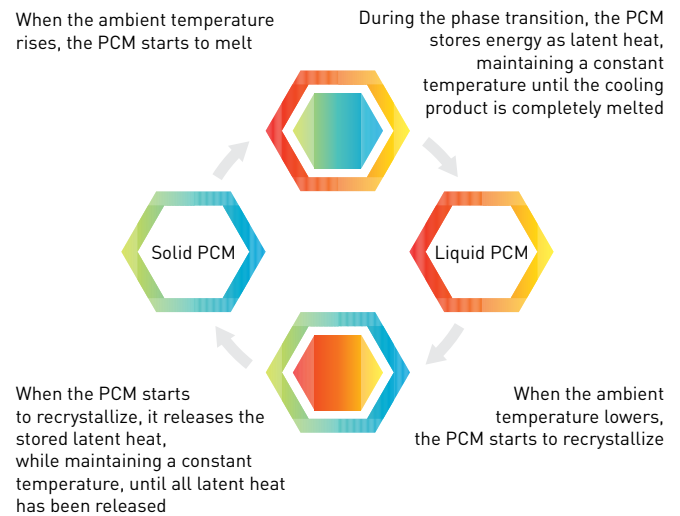 When the ambient temperature
rises, the PCM starts to melt
During the phase transition, the PCM
stores energy as latent heat,
maintaining a constant
temperature until the cooling
product is completely melted
Solid PCM
Liquid PCM
When the PCM starts
to recrystallize, it releases the
stored latent heat,
while maintaining a constant
temperature, until all latent heat
has been released
When the ambient
temperature lowers,
the PCM starts to recrystallize